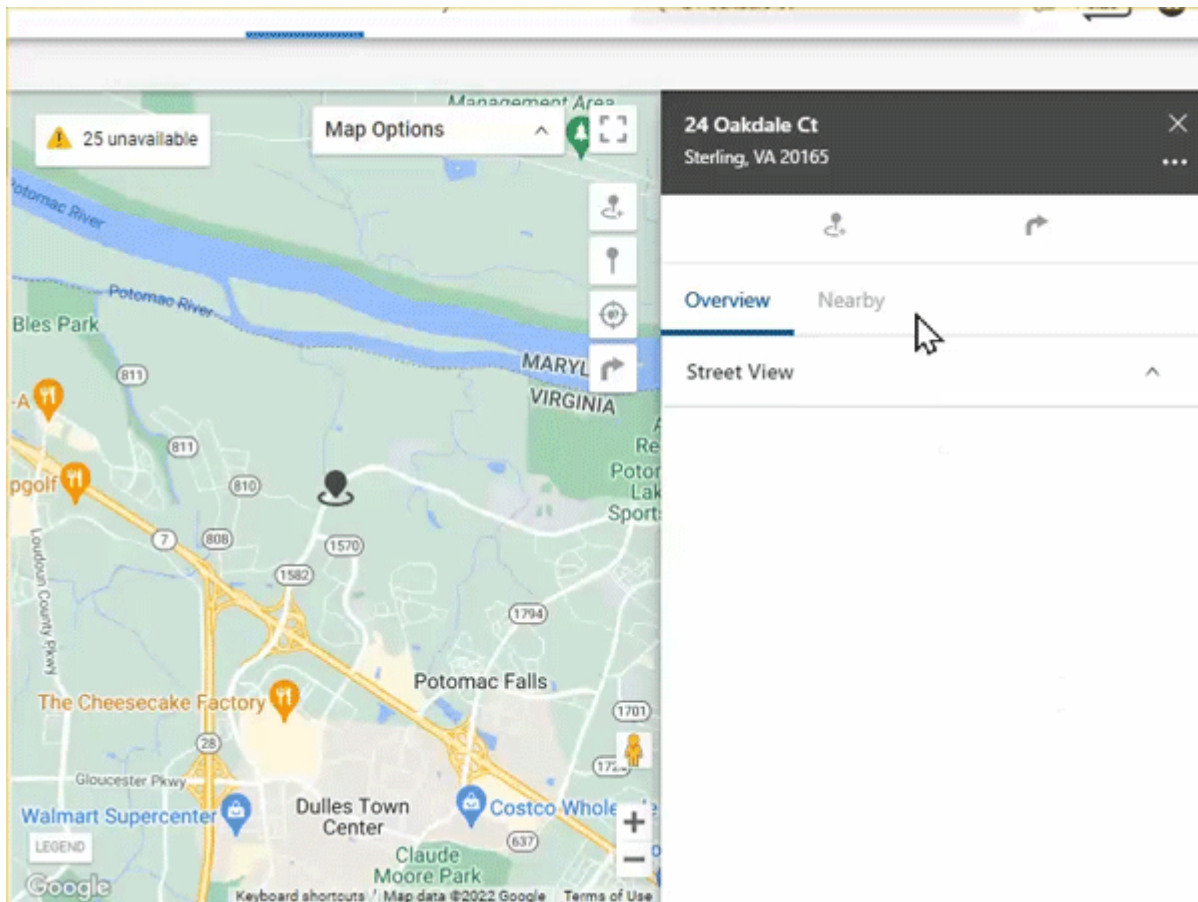 Management Area
25 unavailable
Map Options
24 Oakdale Ct
Sterling, VA 20165
Potomac River
Potomac River
Overview
Nearby
Bles Park
MARYL
VIRGINIA
Street View
811
-A
811
Re
Potor
Lak
Sports
pgolf
810
7
808
1570
Loudoun County Pkwy
1582
1794
Potomac Falls
The Cheesecake Factory
1701
28
Gloucester Pkwy
Walmart Supercenter
Dulles Town
Center
Costco Whole
637
LEGEND
Claude
Moore Park
Google
Keyboard shortcuts
Map data ©2022 Google
Terms of Use